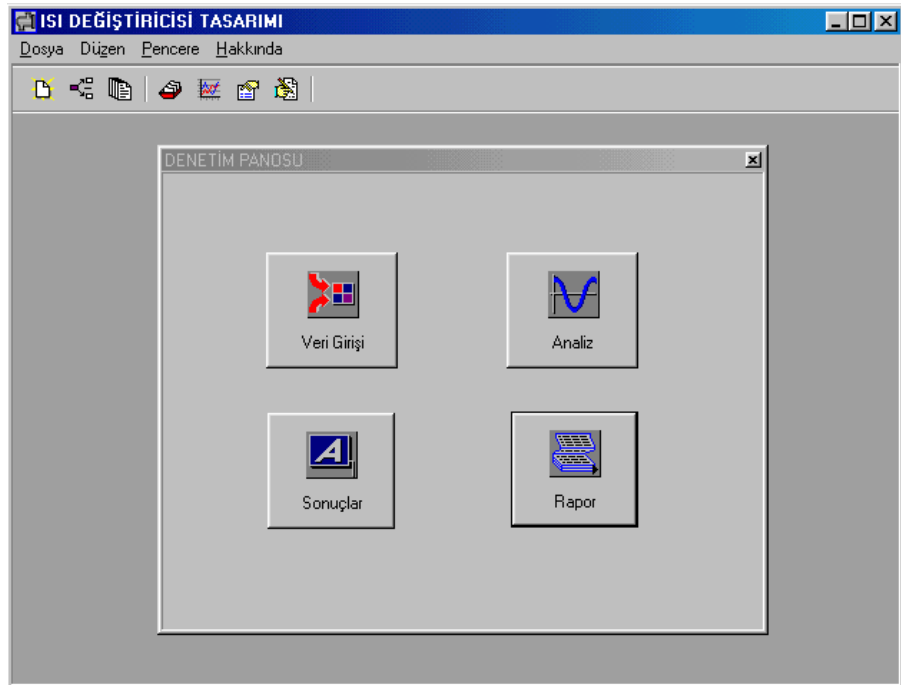 ISI DEĞİŞTİRİCİSİ TASARIMI
Dosya Düzen Pencere Hakkında
DENETİM PANOSU
Veri Girişi
Analiz
Sonuçlar
Rapor